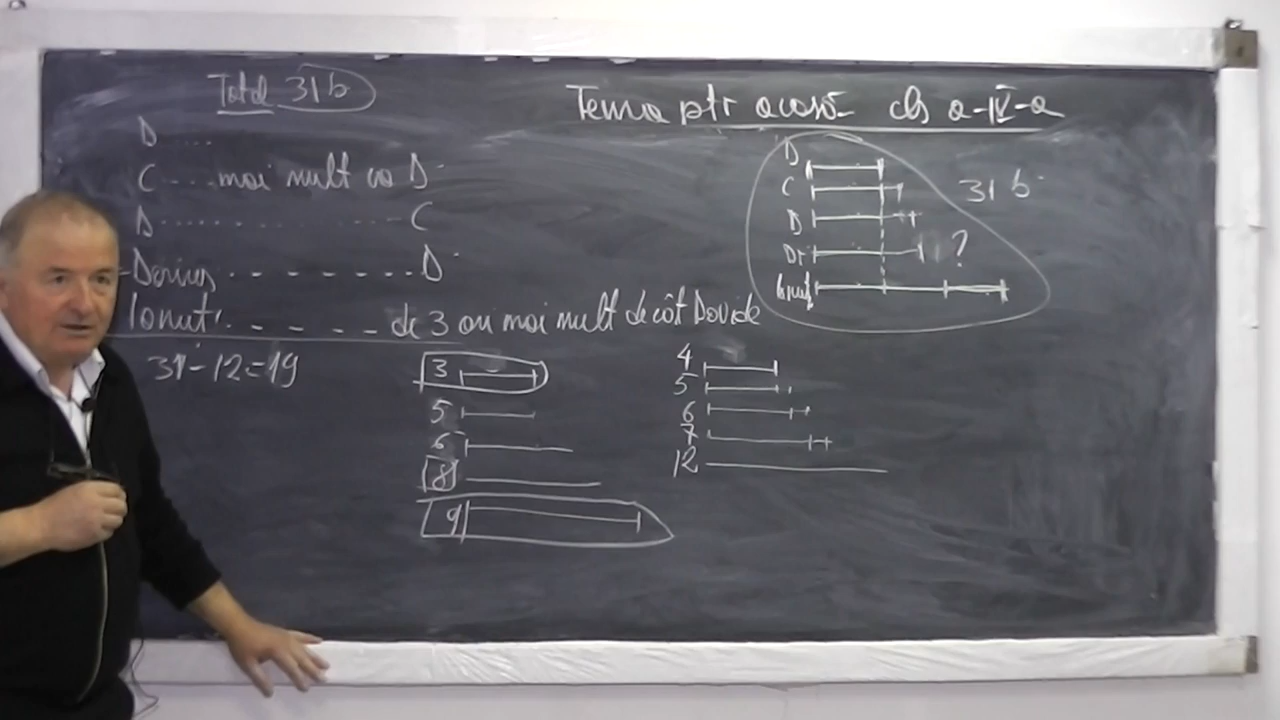 Total 31 b
D ....
C ... mai mult ca D
D .............. C
Darius ........ D
Ionuț ..... de 3 ori mai mult decât Davide
31-12=19
Tema ptr acasă cls a-IV-a
D
C
D
Dr
Ionuț
31 b
?
3
5
6
8
9
4
5
6
7
12